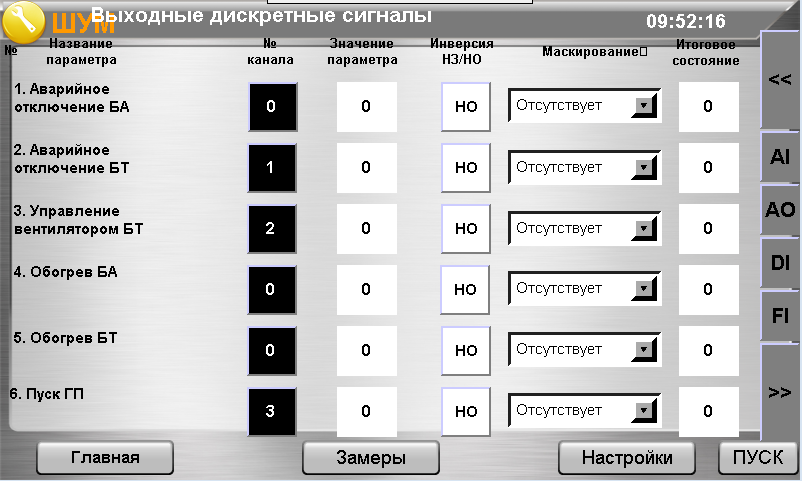 Выходные дискретные сигналы
ШУМ
09:52:16
№
Название параметра
№ канала
Значение параметра
Инверсия НЗ/НО
Маскирование
Итоговое состояние
<<
1. Аварийное
отключение БА
0
0
НО
Отсутствует
0
2. Аварийное
отключение БТ
1
0
НО
Отсутствует
0
AI
3. Управление
вентилятором БТ
2
0
НО
Отсутствует
0
AO
4. Обогрев БА
0
0
НО
Отсутствует
0
DI
5. Обогрев БТ
0
0
НО
Отсутствует
0
FI
6. Пуск ГП
3
0
НО
Отсутствует
0
>>
Главная
Замеры
Настройки
ПУСК